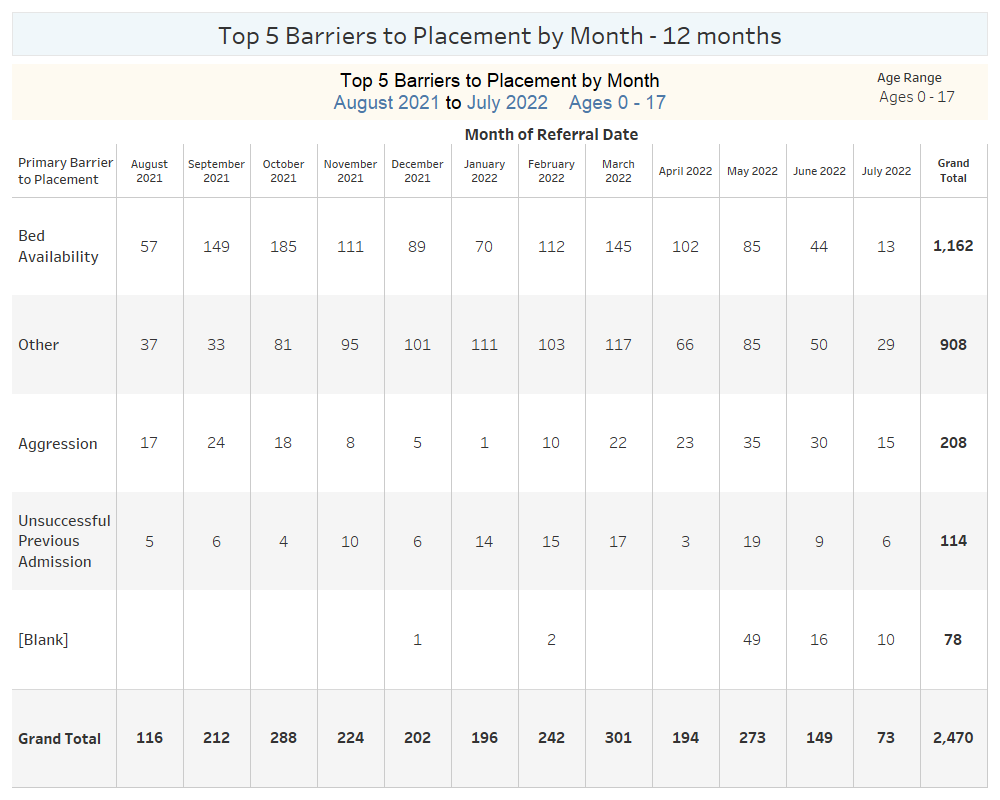 Top 5 Barriers to Placement by Month - 12 months
Top 5 Barriers to Placement by Month
August 2021 to July 2022 Ages 0 - 17
Age Range
Ages 0 - 17
Month of Referral Date
Primary Barrier to Placement August 2021 September 2021 October 2021 November 2021 December 2021 January 2022 February 2022 March 2022 April 2022 May 2022 June 2022 July 2022 Grand Total
Bed Availability 57 149 185 111 89 70 112 145 102 85 44 13 1,162
Other 37 33 81 95 101 111 103 117 66 85 50 29 908
Aggression 17 24 18 8 5 1 10 22 23 35 30 15 208
Unsuccessful Previous Admission 5 6 4 10 6 14 15 17 3 19 9 6 114
[Blank] 1 2 49 16 10 78
Grand Total 116 212 288 224 202 196 242 301 194 273 149 73 2,470